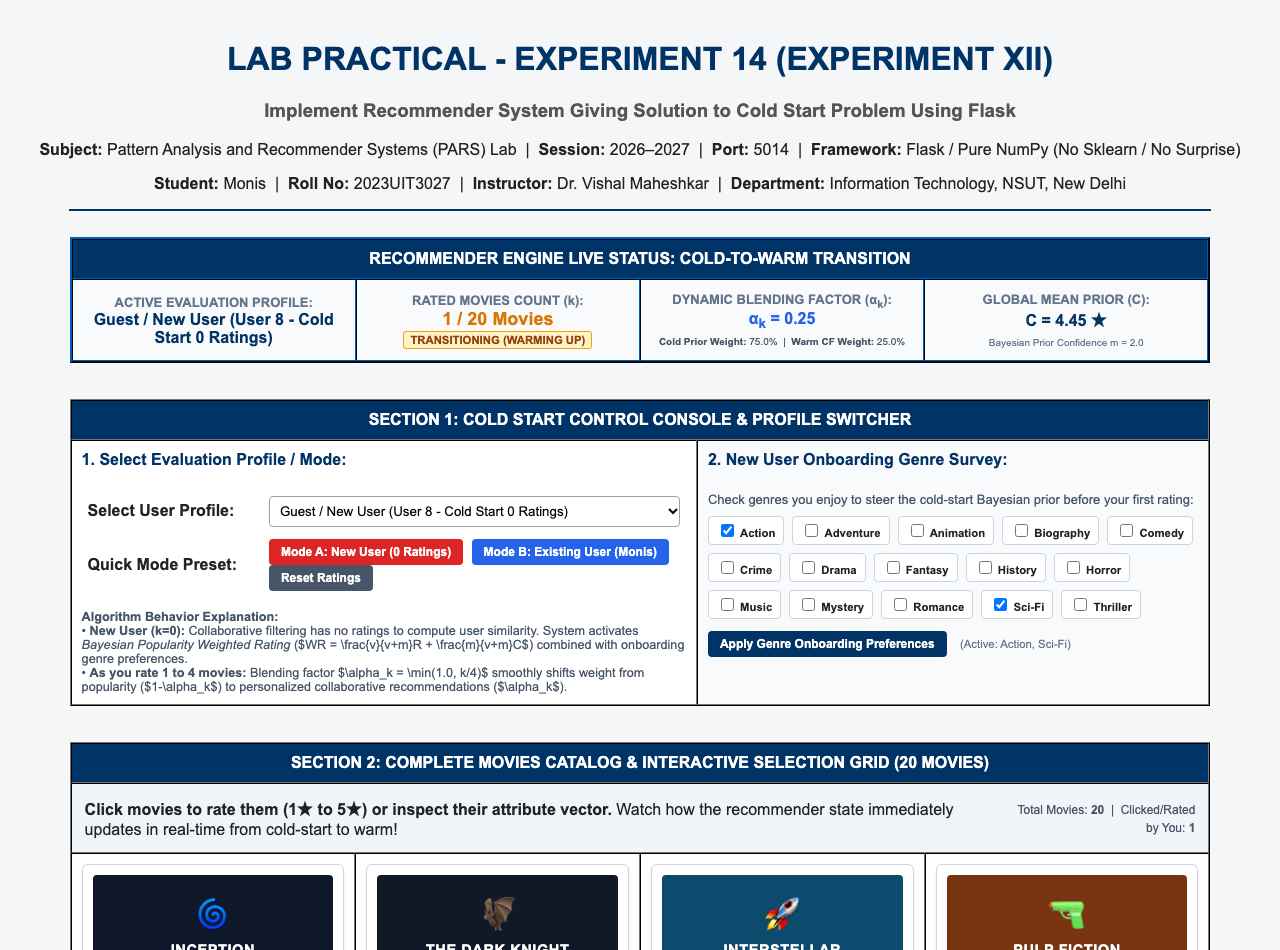 LAB PRACTICAL - EXPERIMENT 14 (EXPERIMENT XII)
Implement Recommender System Giving Solution to Cold Start Problem Using Flask
Subject: Pattern Analysis and Recommender Systems (PARS) Lab | Session: 2026–2027 | Port: 5014 | Framework: Flask / Pure NumPy (No Sklearn / No Surprise)
Student: Monis | Roll No: 2023UIT3027 | Instructor: Dr. Vishal Maheshkar | Department: Information Technology, NSUT, New Delhi
RECOMMENDER ENGINE LIVE STATUS: COLD-TO-WARM TRANSITION
ACTIVE EVALUATION PROFILE:
Guest / New User (User 8 - Cold
Start 0 Ratings)
RATED MOVIES COUNT (k):
1 / 20 Movies
TRANSITIONING (WARMING UP)
DYNAMIC BLENDING FACTOR (αk):
αk = 0.25
Cold Prior Weight: 75.0% | Warm CF Weight: 25.0%
GLOBAL MEAN PRIOR (C):
C = 4.45 ★
Bayesian Prior Confidence m = 2.0
SECTION 1: COLD START CONTROL CONSOLE & PROFILE SWITCHER
1. Select Evaluation Profile / Mode:
Select User Profile: Guest / New User (User 8 - Cold Start 0 Ratings)
Quick Mode Preset: Mode A: New User (0 Ratings) Mode B: Existing User (Monis)
Reset Ratings
Algorithm Behavior Explanation:
• New User (k=0): Collaborative filtering has no ratings to compute user similarity. System activates
Bayesian Popularity Weighted Rating ($WR = \frac{v}{v+m}R + \frac{m}{v+m}C$) combined with onboarding
genre preferences.
• As you rate 1 to 4 movies: Blending factor $\alpha_k = \min(1.0, k/4)$ smoothly shifts weight from
popularity ($1-\alpha_k$) to personalized collaborative recommendations ($\alpha_k$).
2. New User Onboarding Genre Survey:
Check genres you enjoy to steer the cold-start Bayesian prior before your first rating:
Action Adventure Animation Biography Comedy
Crime Drama Fantasy History Horror
Music Mystery Romance Sci-Fi Thriller
Apply Genre Onboarding Preferences (Active: Action, Sci-Fi)
SECTION 2: COMPLETE MOVIES CATALOG & INTERACTIVE SELECTION GRID (20 MOVIES)
Click movies to rate them (1★ to 5★) or inspect their attribute vector. Watch how the recommender state immediately
updates in real-time from cold-start to warm!
Total Movies: 20 | Clicked/Rated
by You: 1
INCEPTION THE DARK KNIGHT INTERSTELLAR PULP FICTION